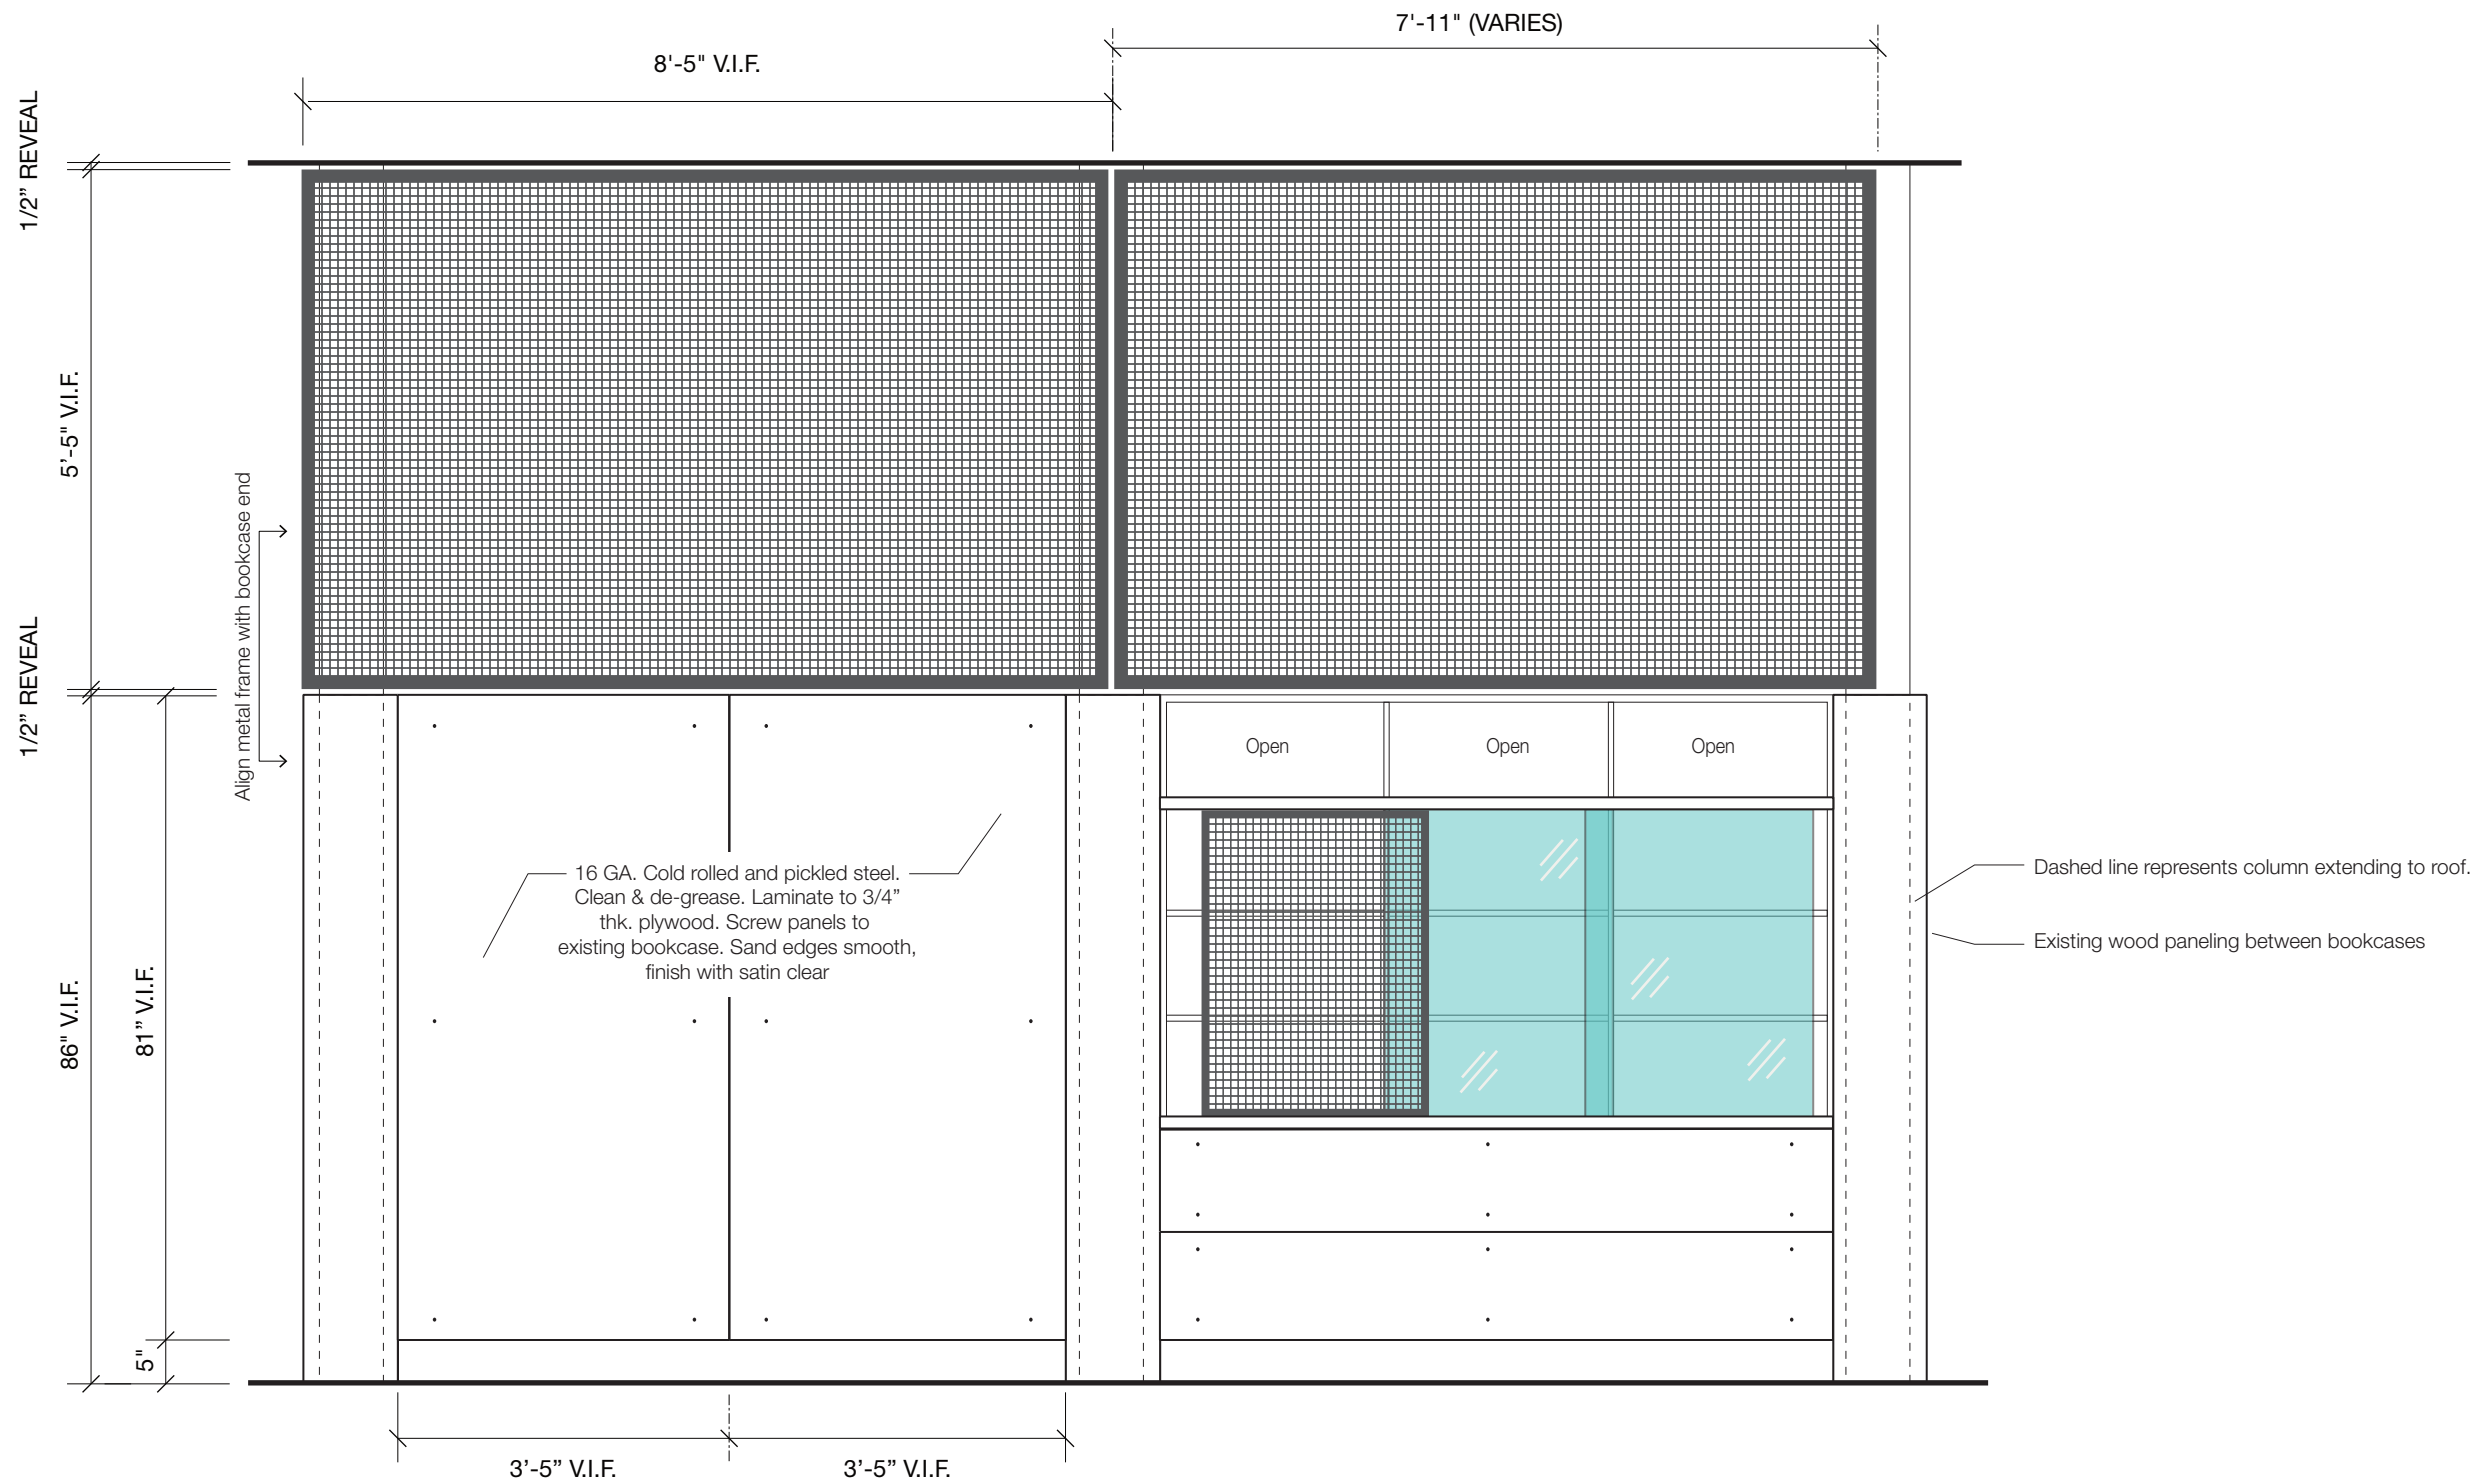 7'-11" (VARIES)
8'-5" V.I.F.
1/2” REVEAL
5’-5" V.I.F.
Align metal frame with bookcase end
1/2” REVEAL
Open
Open
Open
16 GA. Cold rolled and pickled steel.
Clean & de-grease. Laminate to 3/4”
thk. plywood. Screw panels to
existing bookcase. Sand edges smooth,
finish with satin clear
Dashed line represents column extending to roof.
Existing wood paneling between bookcases
86" V.I.F.
81” V.I.F.
5"
3’-5” V.I.F.
3’-5” V.I.F.